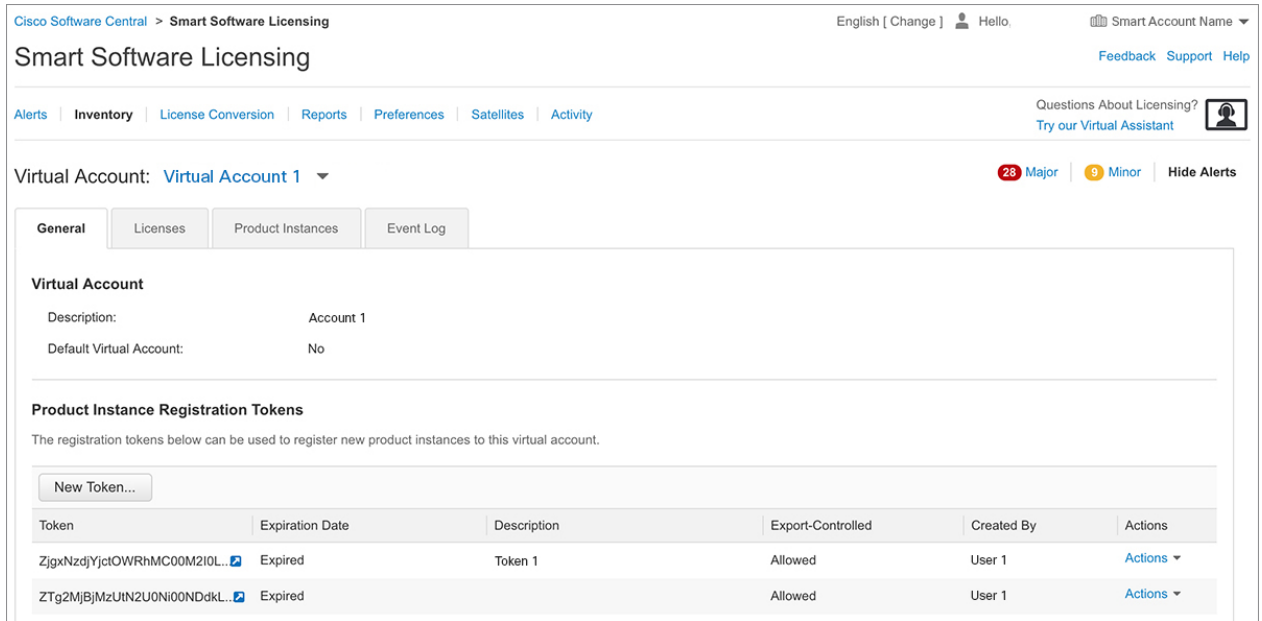 Cisco Software Central > Smart Software Licensing English [ Change ] Hello, Smart Account Name
Smart Software Licensing Feedback Support Help
Alerts Inventory License Conversion Reports Preferences Satellites Activity
Questions About Licensing?
Try our Virtual Assistant
Virtual Account: Virtual Account 1 28 Major 9 Minor Hide Alerts
General Licenses Product Instances Event Log
Virtual Account
Description: Account 1
Default Virtual Account: No
Product Instance Registration Tokens
The registration tokens below can be used to register new product instances to this virtual account.
New Token...
Token Expiration Date Description Export-Controlled Created By Actions
ZjgxNzdjYjctOWRhMC00M2I0L... Expired Token 1 Allowed User 1 Actions
ZTg2MjBjMzUtN2U0Ni00NDdkL... Expired Allowed User 1 Actions